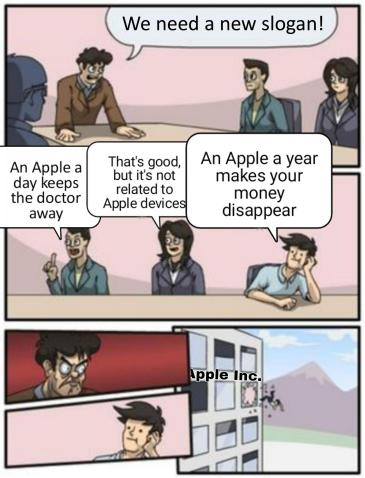 We need a new slogan!
An Apple a
day keeps
the doctor
away
That's good,
but it's not
related to
Apple devices
An Apple a year
makes your
money
disappear
Apple Inc.